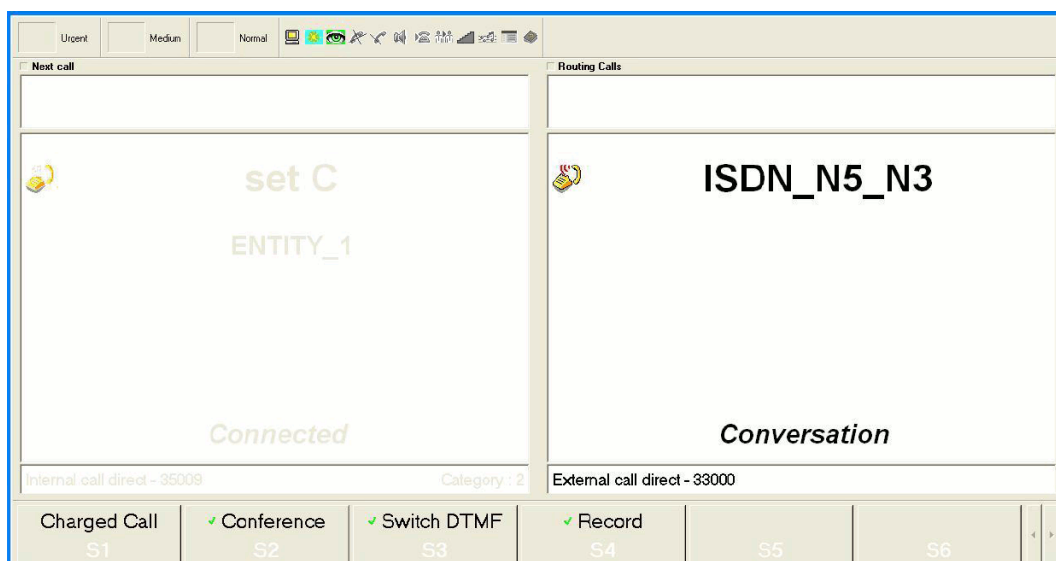 Urgent Medium Normal
Next call
Routing Calls
set C
ENTITY_1
Connected
Internal call direct - 35009 Category : 2
ISDN_N5_N3
Conversation
External call direct - 33000
Charged Call Conference Switch DTMF Record
S1 S2 S3 S4 S5 S6